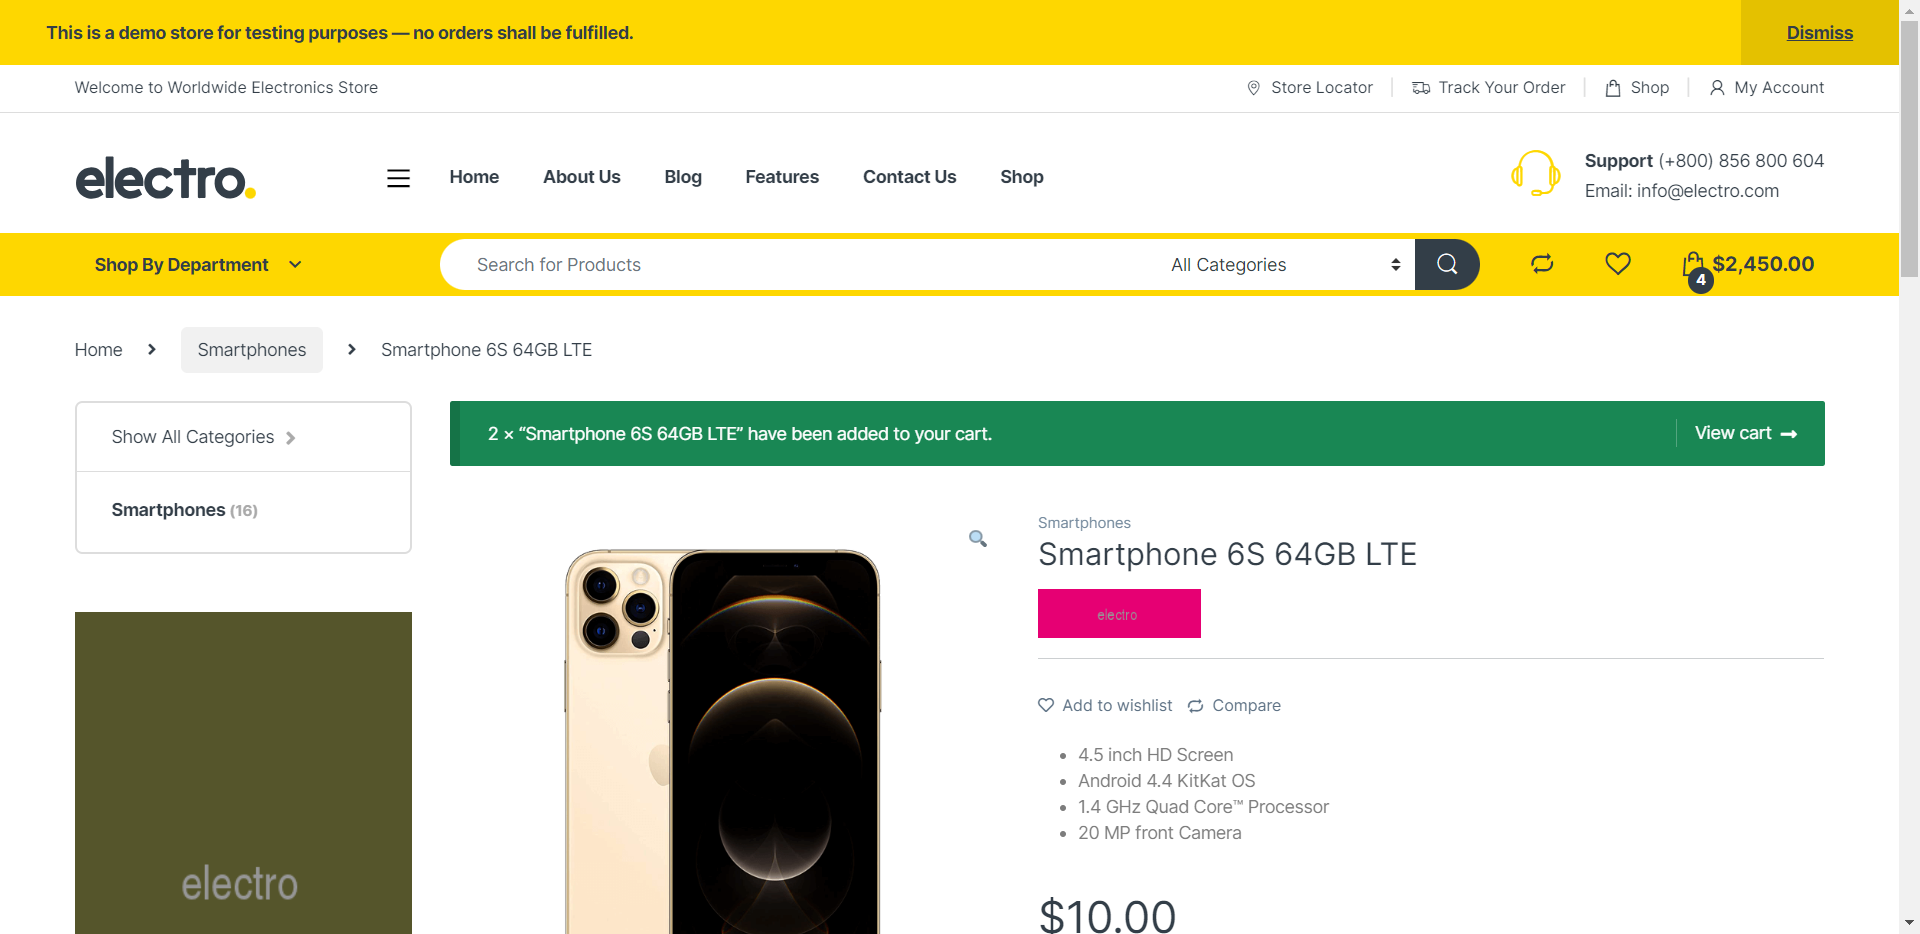 This is a demo store for testing purposes — no orders shall be fulfilled.
Dismiss
Welcome to Worldwide Electronics Store
Store Locator
Track Your Order
Shop
My Account
electro.
Home
About Us
Blog
Features
Contact Us
Shop
Support (+800) 856 800 604
Email: info@electro.com
Shop By Department
Search for Products
All Categories
4
$2,450.00
Home
Smartphones
Smartphone 6S 64GB LTE
Show All Categories
Smartphones (16)
2 × “Smartphone 6S 64GB LTE” have been added to your cart.
View cart
Smartphones
Smartphone 6S 64GB LTE
electro
Add to wishlist
Compare
4.5 inch HD Screen
Android 4.4 KitKat OS
1.4 GHz Quad Core™ Processor
20 MP front Camera
$10.00
electro